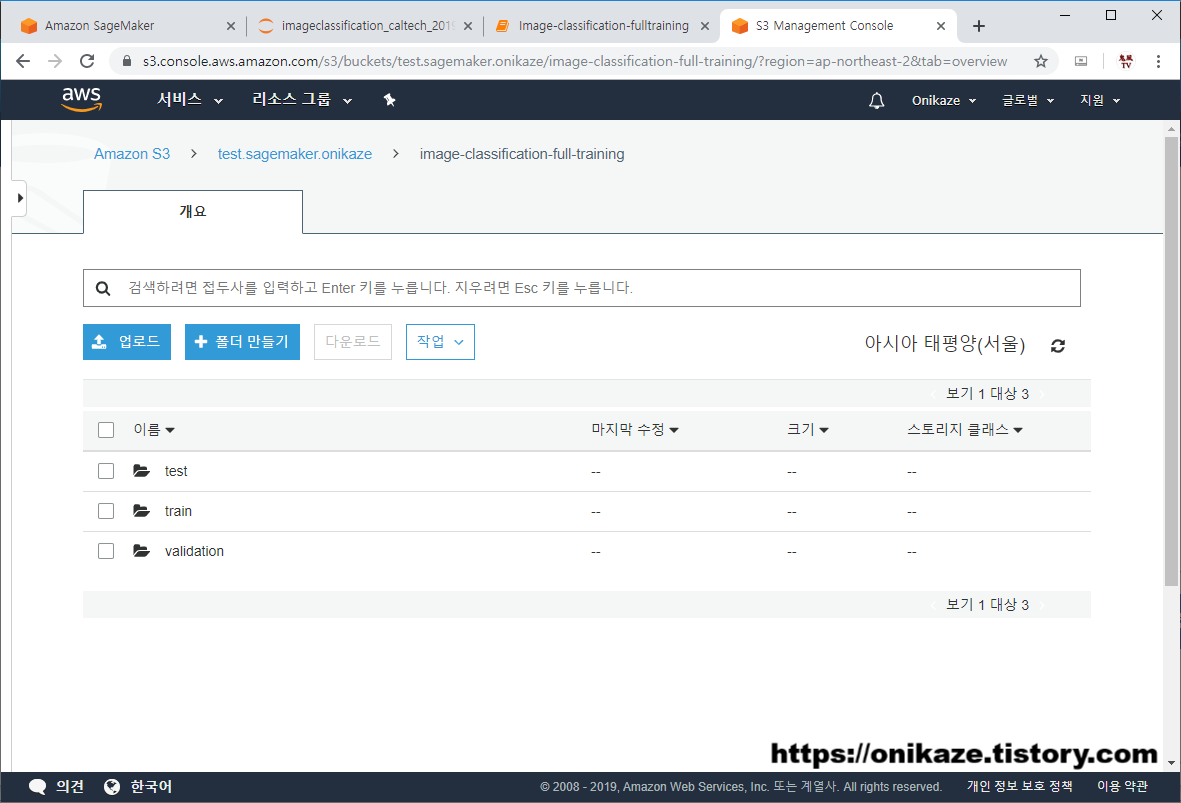 Amazon SageMaker
imageclassification_caltech_2019
Image-classification-fulltraining
S3 Management Console
s3.console.aws.amazon.com/s3/buckets/test.sagemaker.onikaze/image-classification-full-training/?region=ap-northeast-2&tab=overview
aws 서비스 리소스 그룹 Onikaze 글로벌 지원
Amazon S3 > test.sagemaker.onikaze > image-classification-full-training
개요
검색하려면 접두사를 입력하고 Enter 키를 누릅니다. 지우려면 Esc 키를 누릅니다.
업로드 + 폴더 만들기 다운로드 작업 아시아 태평양(서울)
보기 1 대상 3
이름 마지막 수정 크기 스토리지 클래스
test -- -- --
train -- -- --
validation -- -- --
보기 1 대상 3
https://onikaze.tistory.com
의견 한국어 © 2008 - 2019, Amazon Web Services, Inc. 또는 계열사. All rights reserved. 개인 정보 보호 정책 이용 약관